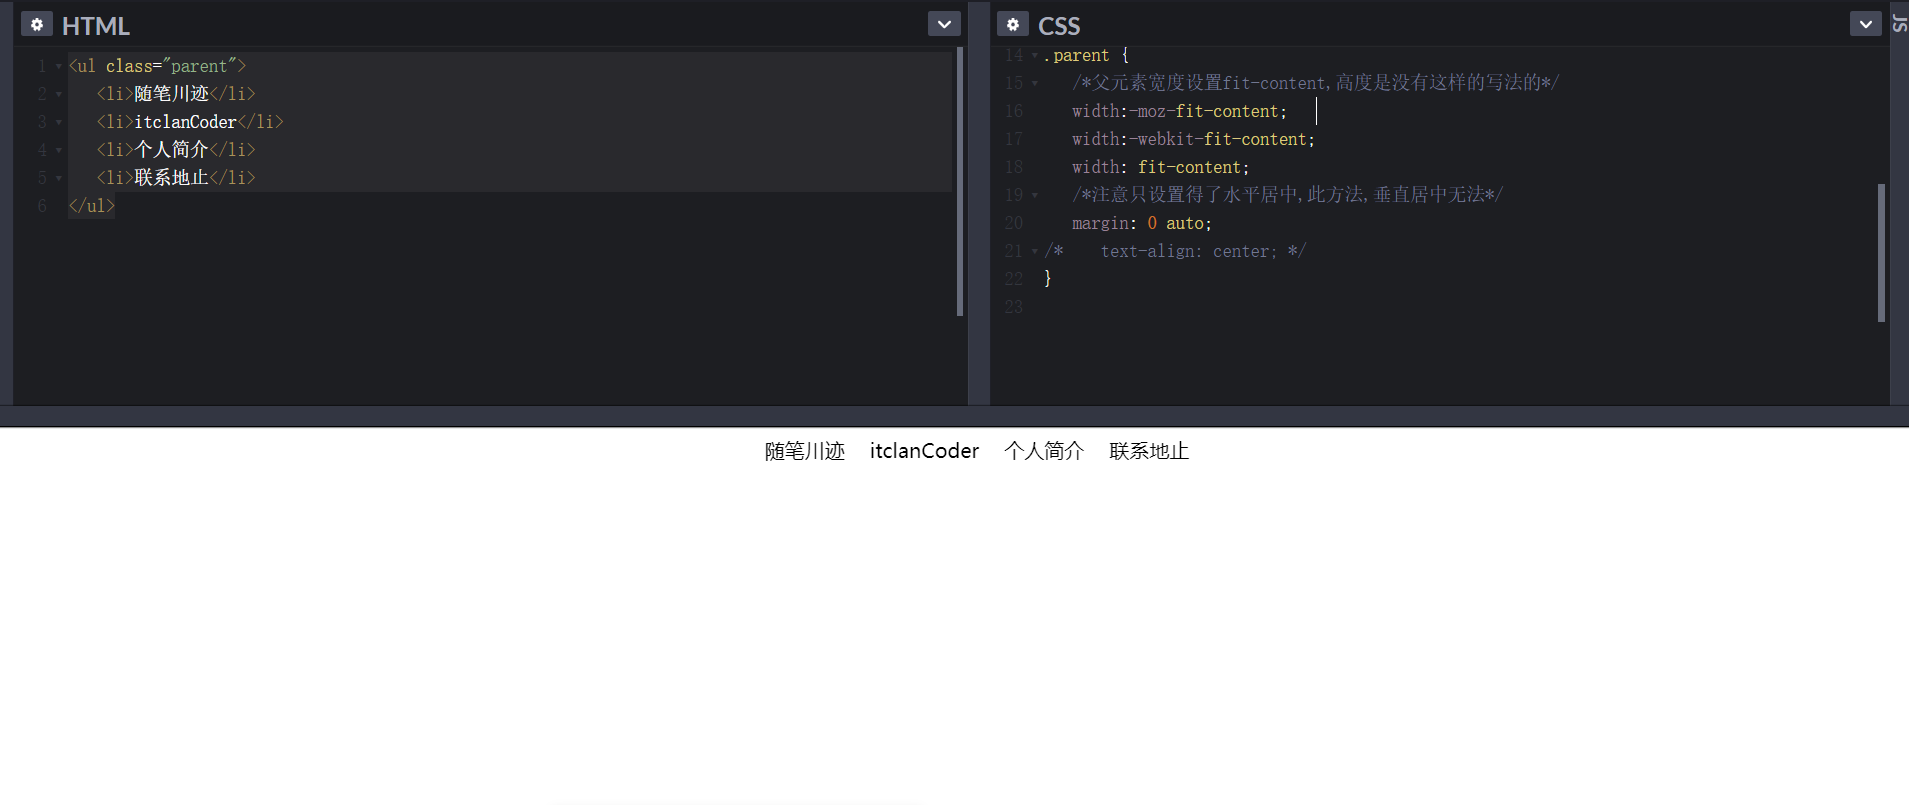 HTML
1 <ul class="parent">
2 <li>随笔川迹</li>
3 <li>itclanCoder</li>
4 <li>个人简介</li>
5 <li>联系地止</li>
6 </ul>
CSS
14 .parent {
15 /*父元素宽度设置fit-content,高度是没有这样的写法的*/
16 width:-moz-fit-content;
17 width:-webkit-fit-content;
18 width: fit-content;
19 /*注意只设置得了水平居中,此方法,垂直居中无法*/
20 margin: 0 auto;
21 /* text-align: center; */
22 }
23
JS
随笔川迹 itclanCoder 个人简介 联系地止